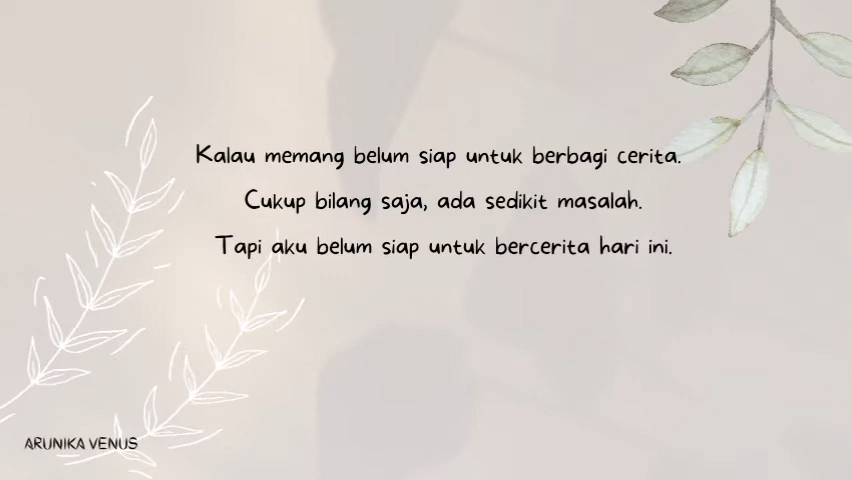 Kalau memang belum siap untuk berbagi cerita.
Cukup bilang saja, ada sedikit masalah.
Tapi aku belum siap untuk bercerita hari ini.
ARUNIKA VENUS